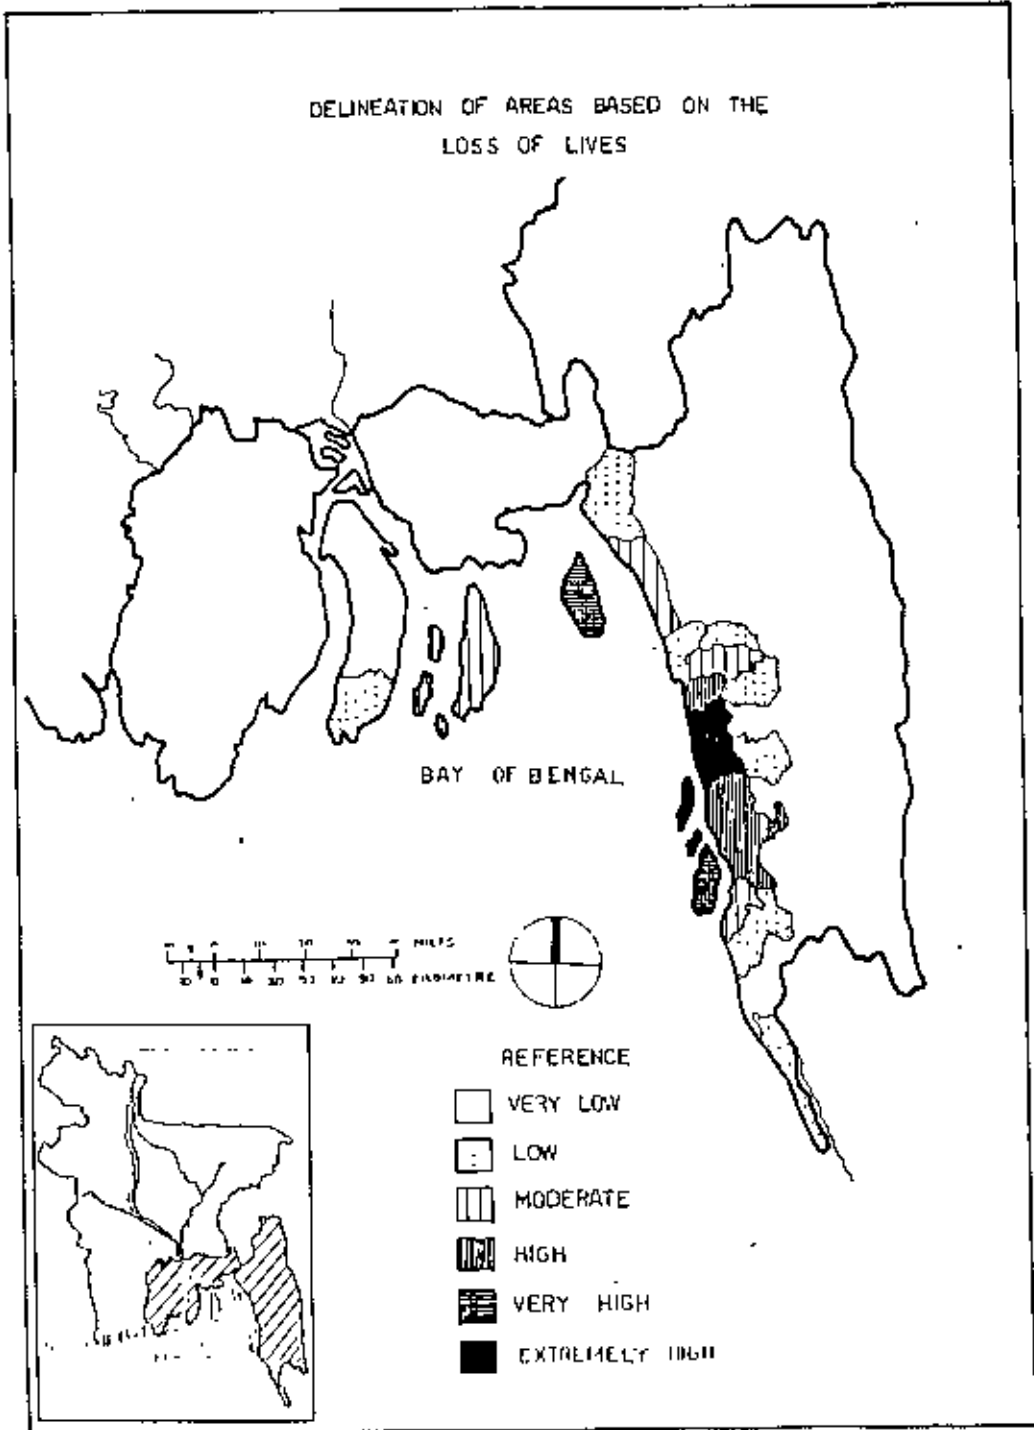 DELINEATION OF AREAS BASED ON THE
LOSS OF LIVES
BAY OF BENGAL
MILES
KILOMETRE
REFERENCE
VERY LOW
LOW
MODERATE
HIGH
VERY HIGH
EXTREMELY HIGH